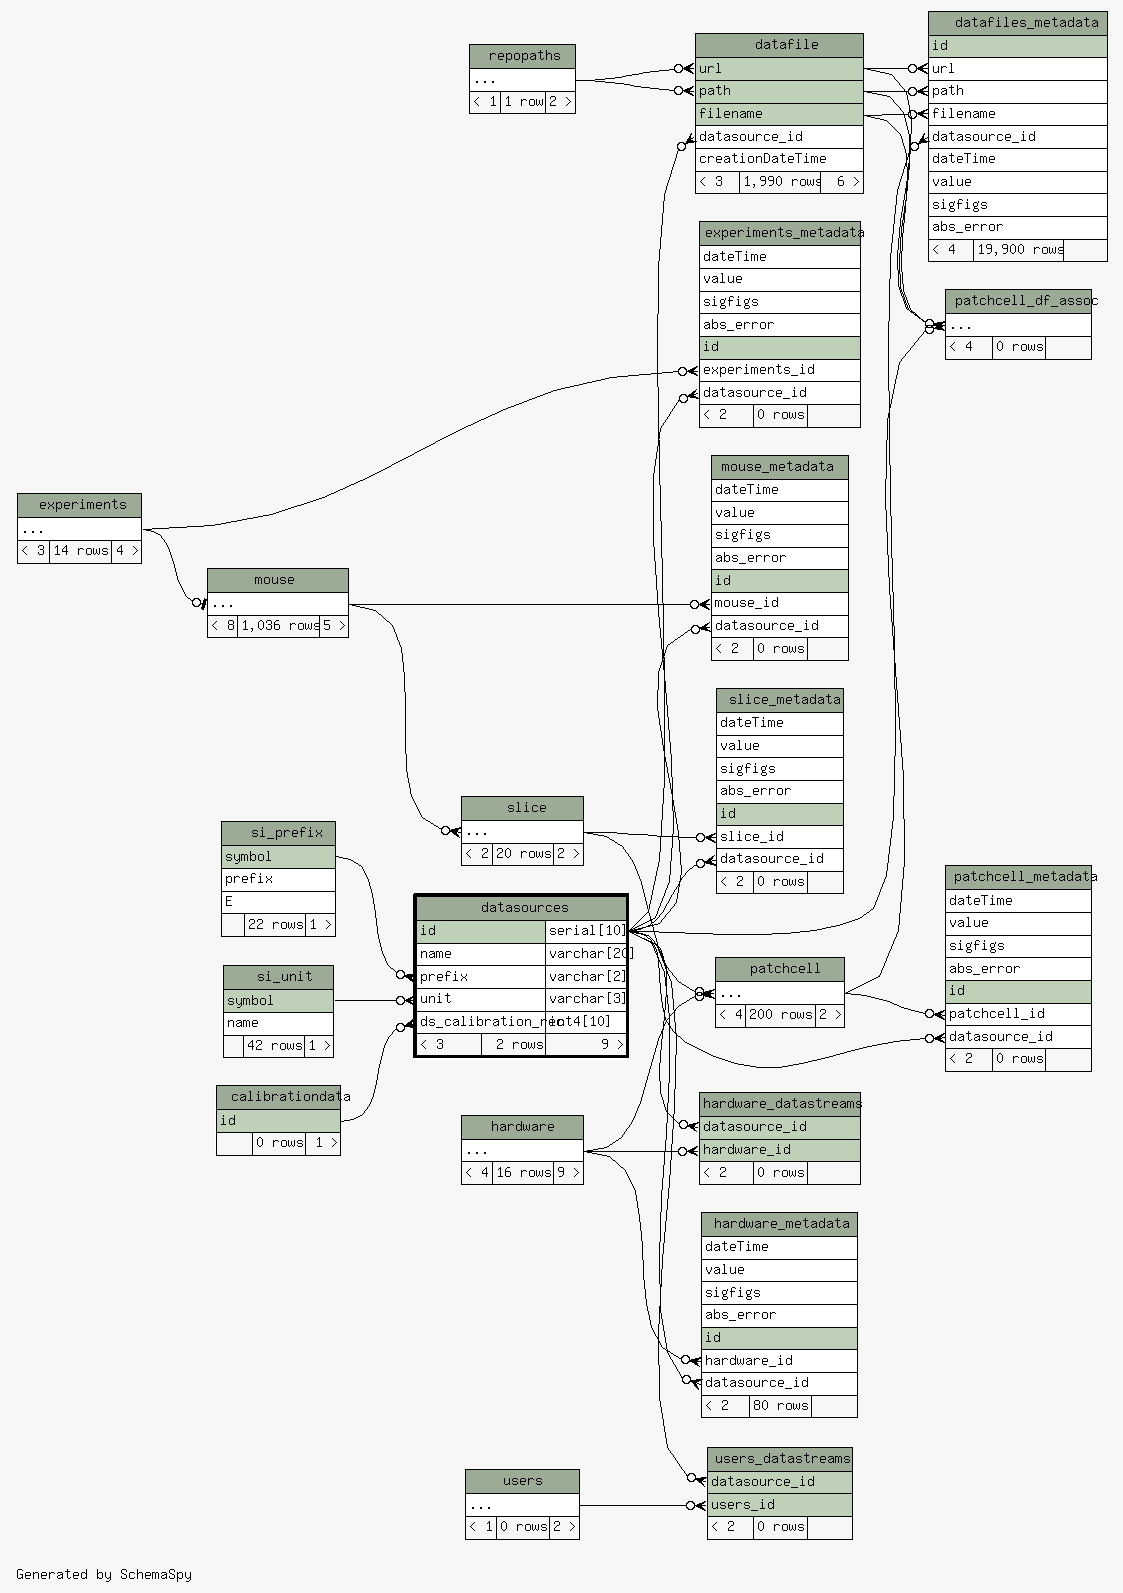 repopaths
...
< 1 1 row 2 >
datafile
url
path
filename
datasource_id
creationDateTime
< 3 1,990 rows 6 >
datafiles_metadata
id
url
path
filename
datasource_id
dateTime
value
sigfigs
abs_error
< 4 19,900 rows
experiments_metadata
dateTime
value
sigfigs
abs_error
id
experiments_id
datasource_id
< 2 0 rows
patchcell_df_assoc
...
< 4 0 rows
experiments
...
< 3 14 rows 4 >
mouse
...
< 8 1,036 rows 5 >
mouse_metadata
dateTime
value
sigfigs
abs_error
id
mouse_id
datasource_id
< 2 0 rows
slice_metadata
dateTime
value
sigfigs
abs_error
id
slice_id
datasource_id
< 2 0 rows
slice
...
< 2 20 rows 2 >
si_prefix
symbol
prefix
E
22 rows 1 >
datasources
id serial[10]
name varchar[20]
prefix varchar[2]
unit varchar[3]
int4[10]
< 3 2 rows 9 >
si_unit
symbol
name
42 rows 1 >
calibrationdata
id
0 rows 1 >
patchcell
...
< 4 200 rows 2 >
patchcell_metadata
dateTime
value
sigfigs
abs_error
id
patchcell_id
datasource_id
< 2 0 rows
hardware
...
< 4 16 rows 9 >
hardware_datastreams
datasource_id
hardware_id
< 2 0 rows
hardware_metadata
dateTime
value
sigfigs
abs_error
id
hardware_id
datasource_id
< 2 80 rows
users
...
< 1 0 rows 2 >
users_datastreams
datasource_id
users_id
< 2 0 rows
Generated by SchemaSpy